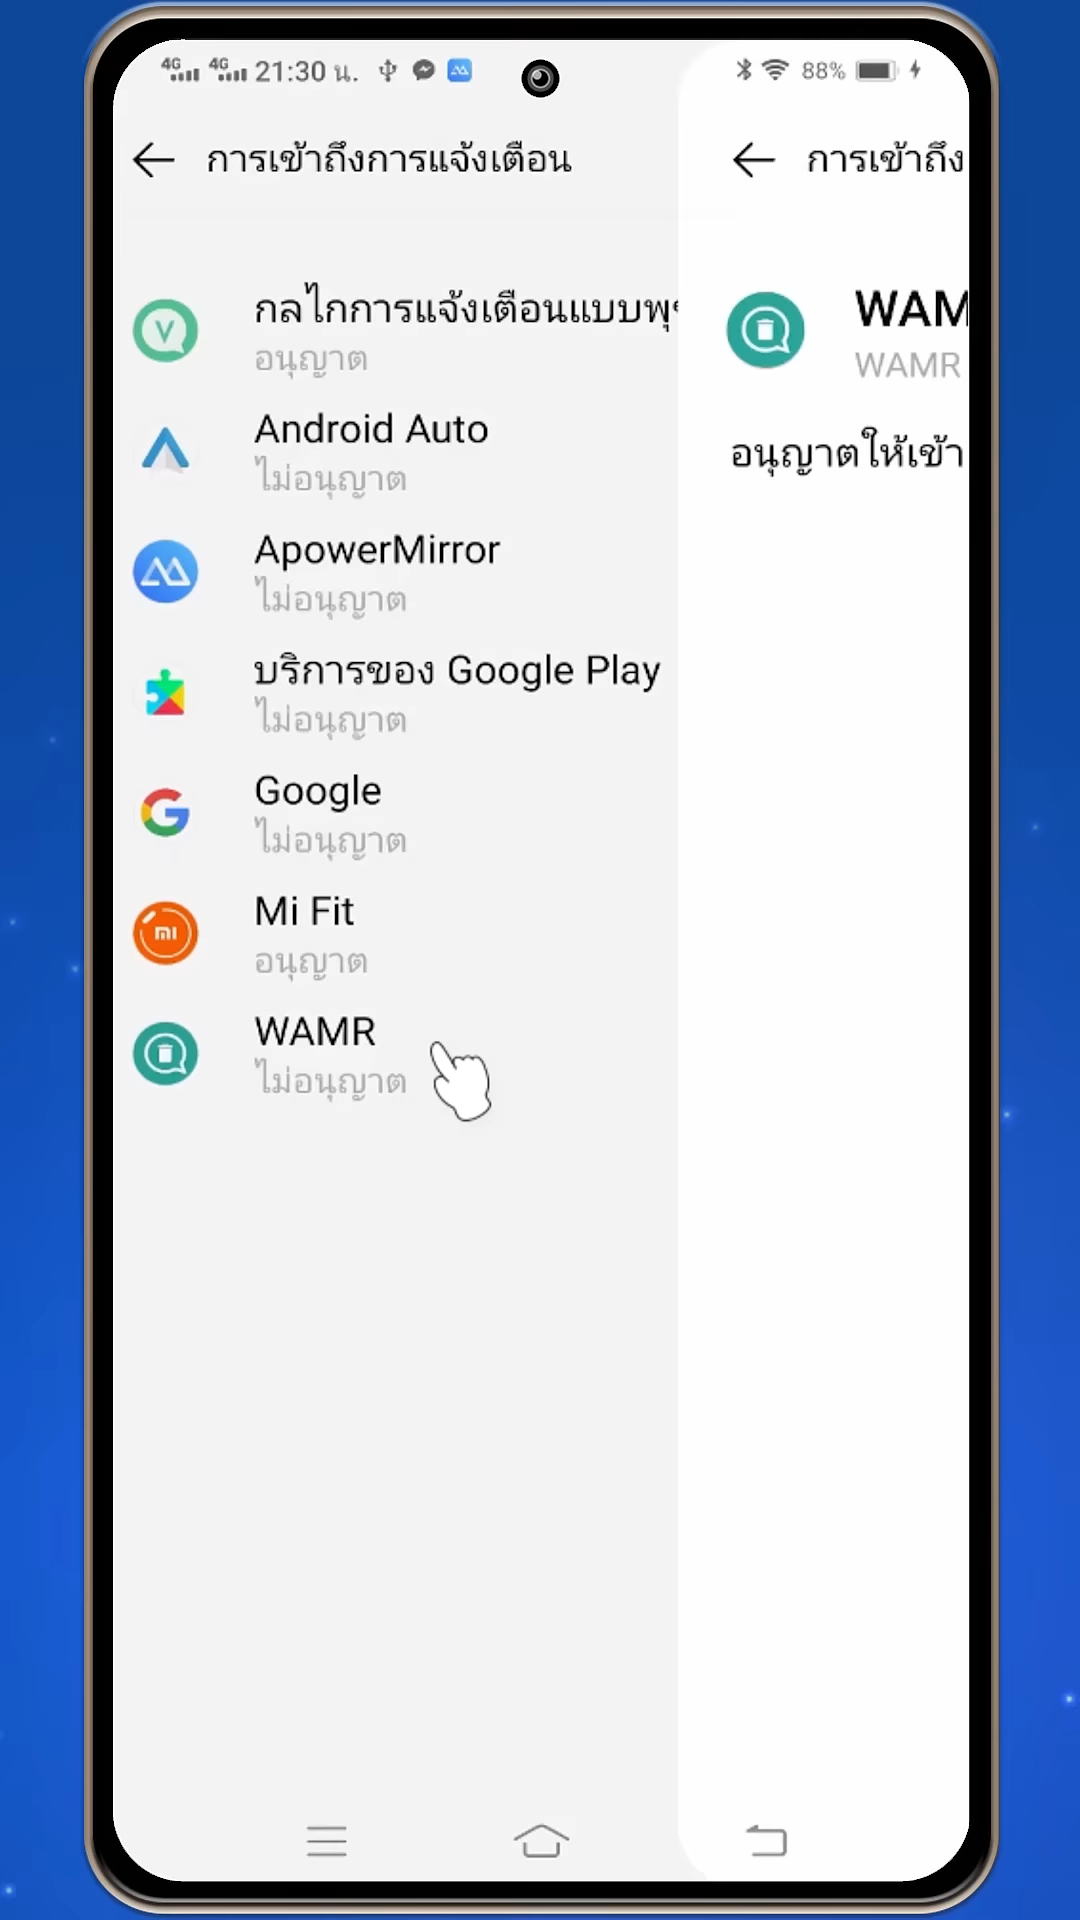 4G 4G 21:30 น. 88%
การเข้าถึงการแจ้งเตือน
กลไกการแจ้งเตือนแบบพุ
อนุญาต
Android Auto
ไม่อนุญาต
ApowerMirror
ไม่อนุญาต
บริการของ Google Play
ไม่อนุญาต
Google
ไม่อนุญาต
Mi Fit
อนุญาต
WAMR
ไม่อนุญาต
การเข้าถึง
WAM
WAMR
อนุญาตให้เข้า